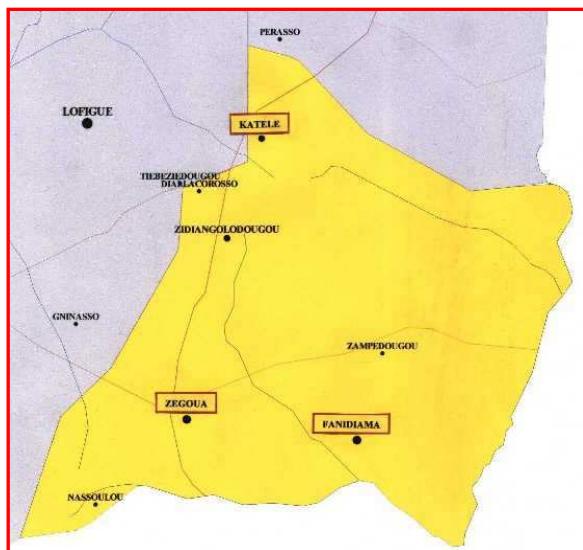 PERASSO
LOFIGUE
KATELE
TIEBEZIEDOUGOU
DIARLACOROSSO
ZIDIANGOLODOUGOU
GNINASSO
ZAMPEDOUGOU
ZEGOUA
FANIDIAMA
NASSOULOU